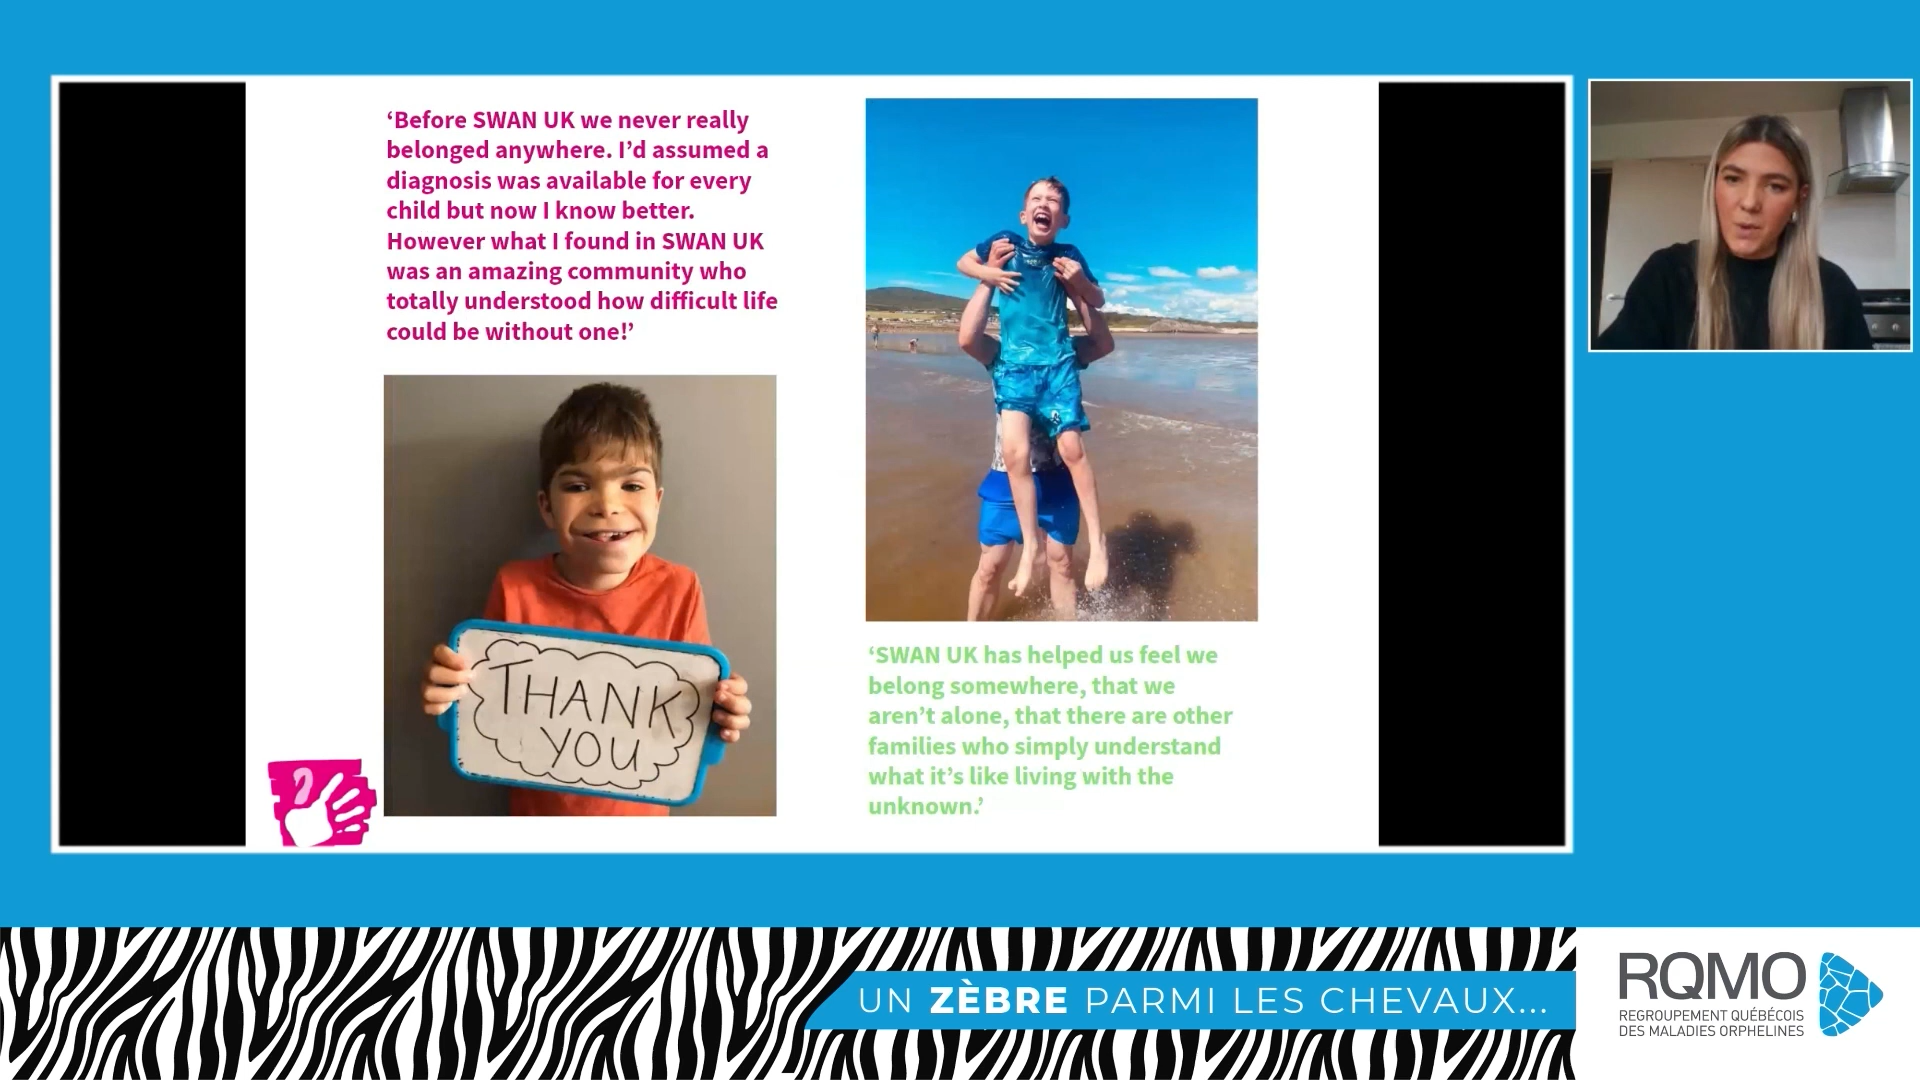 ‘Before SWAN UK we never really
belonged anywhere. I’d assumed a
diagnosis was available for every
child but now I know better.
However what I found in SWAN UK
was an amazing community who
totally understood how difficult life
could be without one!’
THANK
YOU
‘SWAN UK has helped us feel we
belong somewhere, that we
aren’t alone, that there are other
families who simply understand
what it’s like living with the
unknown.’
UN ZÈBRE PARMI LES CHEVAUX...
RQMO
REGROUPEMENT QUÉBÉCOIS
DES MALADIES ORPHELINES